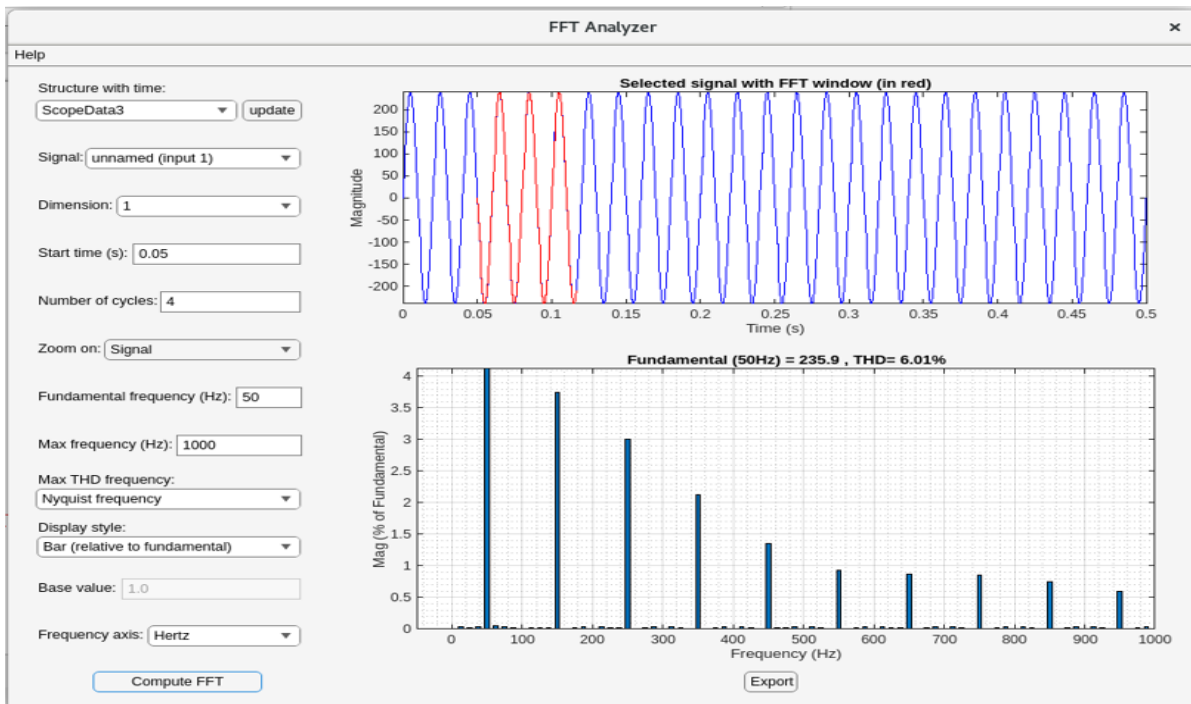 FFT Analyzer
×
Help
Structure with time:
ScopeData3
update
Signal: unnamed (input 1)
Dimension: 1
Start time (s): 0.05
Number of cycles: 4
Zoom on: Signal
Fundamental frequency (Hz): 50
Max frequency (Hz): 1000
Max THD frequency:
Nyquist frequency
Display style:
Bar (relative to fundamental)
Base value: 1.0
Frequency axis: Hertz
Compute FFT
Selected signal with FFT window (in red)
200
150
100
50
0
-50
-100
-150
-200
Magnitude
0 0.05 0.1 0.15 0.2 0.25 0.3 0.35 0.4 0.45 0.5
Time (s)
Fundamental (50Hz) = 235.9 , THD= 6.01%
4
3.5
3
2.5
2
1.5
1
0.5
0
Mag (% of Fundamental)
0 100 200 300 400 500 600 700 800 900 1000
Frequency (Hz)
Export